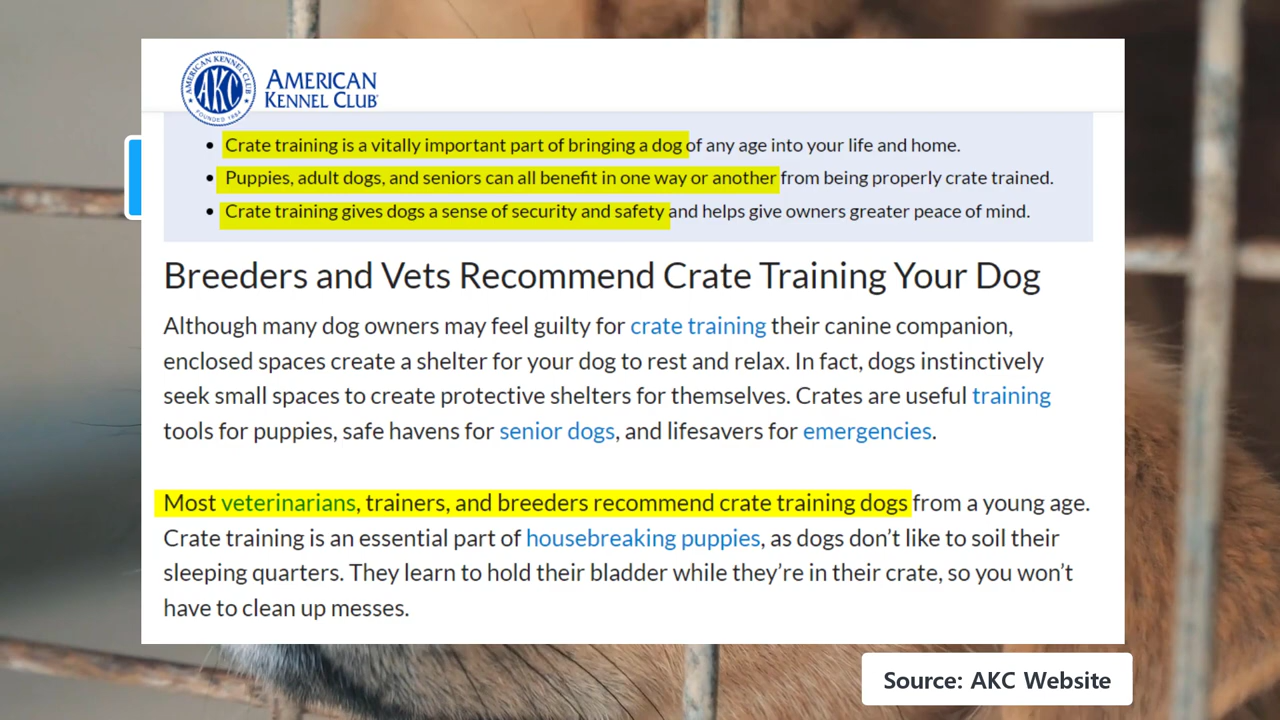 AMERICAN KENNEL CLUB
AKC
FOUNDED 1884
AMERICAN
KENNEL CLUB
Crate training is a vitally important part of bringing a dog of any age into your life and home.
Puppies, adult dogs, and seniors can all benefit in one way or another from being properly crate trained.
Crate training gives dogs a sense of security and safety and helps give owners greater peace of mind.
Breeders and Vets Recommend Crate Training Your Dog
Although many dog owners may feel guilty for crate training their canine companion,
enclosed spaces create a shelter for your dog to rest and relax. In fact, dogs instinctively
seek small spaces to create protective shelters for themselves. Crates are useful training
tools for puppies, safe havens for senior dogs, and lifesavers for emergencies.
Most veterinarians, trainers, and breeders recommend crate training dogs from a young age.
Crate training is an essential part of housebreaking puppies, as dogs don’t like to soil their
sleeping quarters. They learn to hold their bladder while they’re in their crate, so you won’t
have to clean up messes.
Source: AKC Website